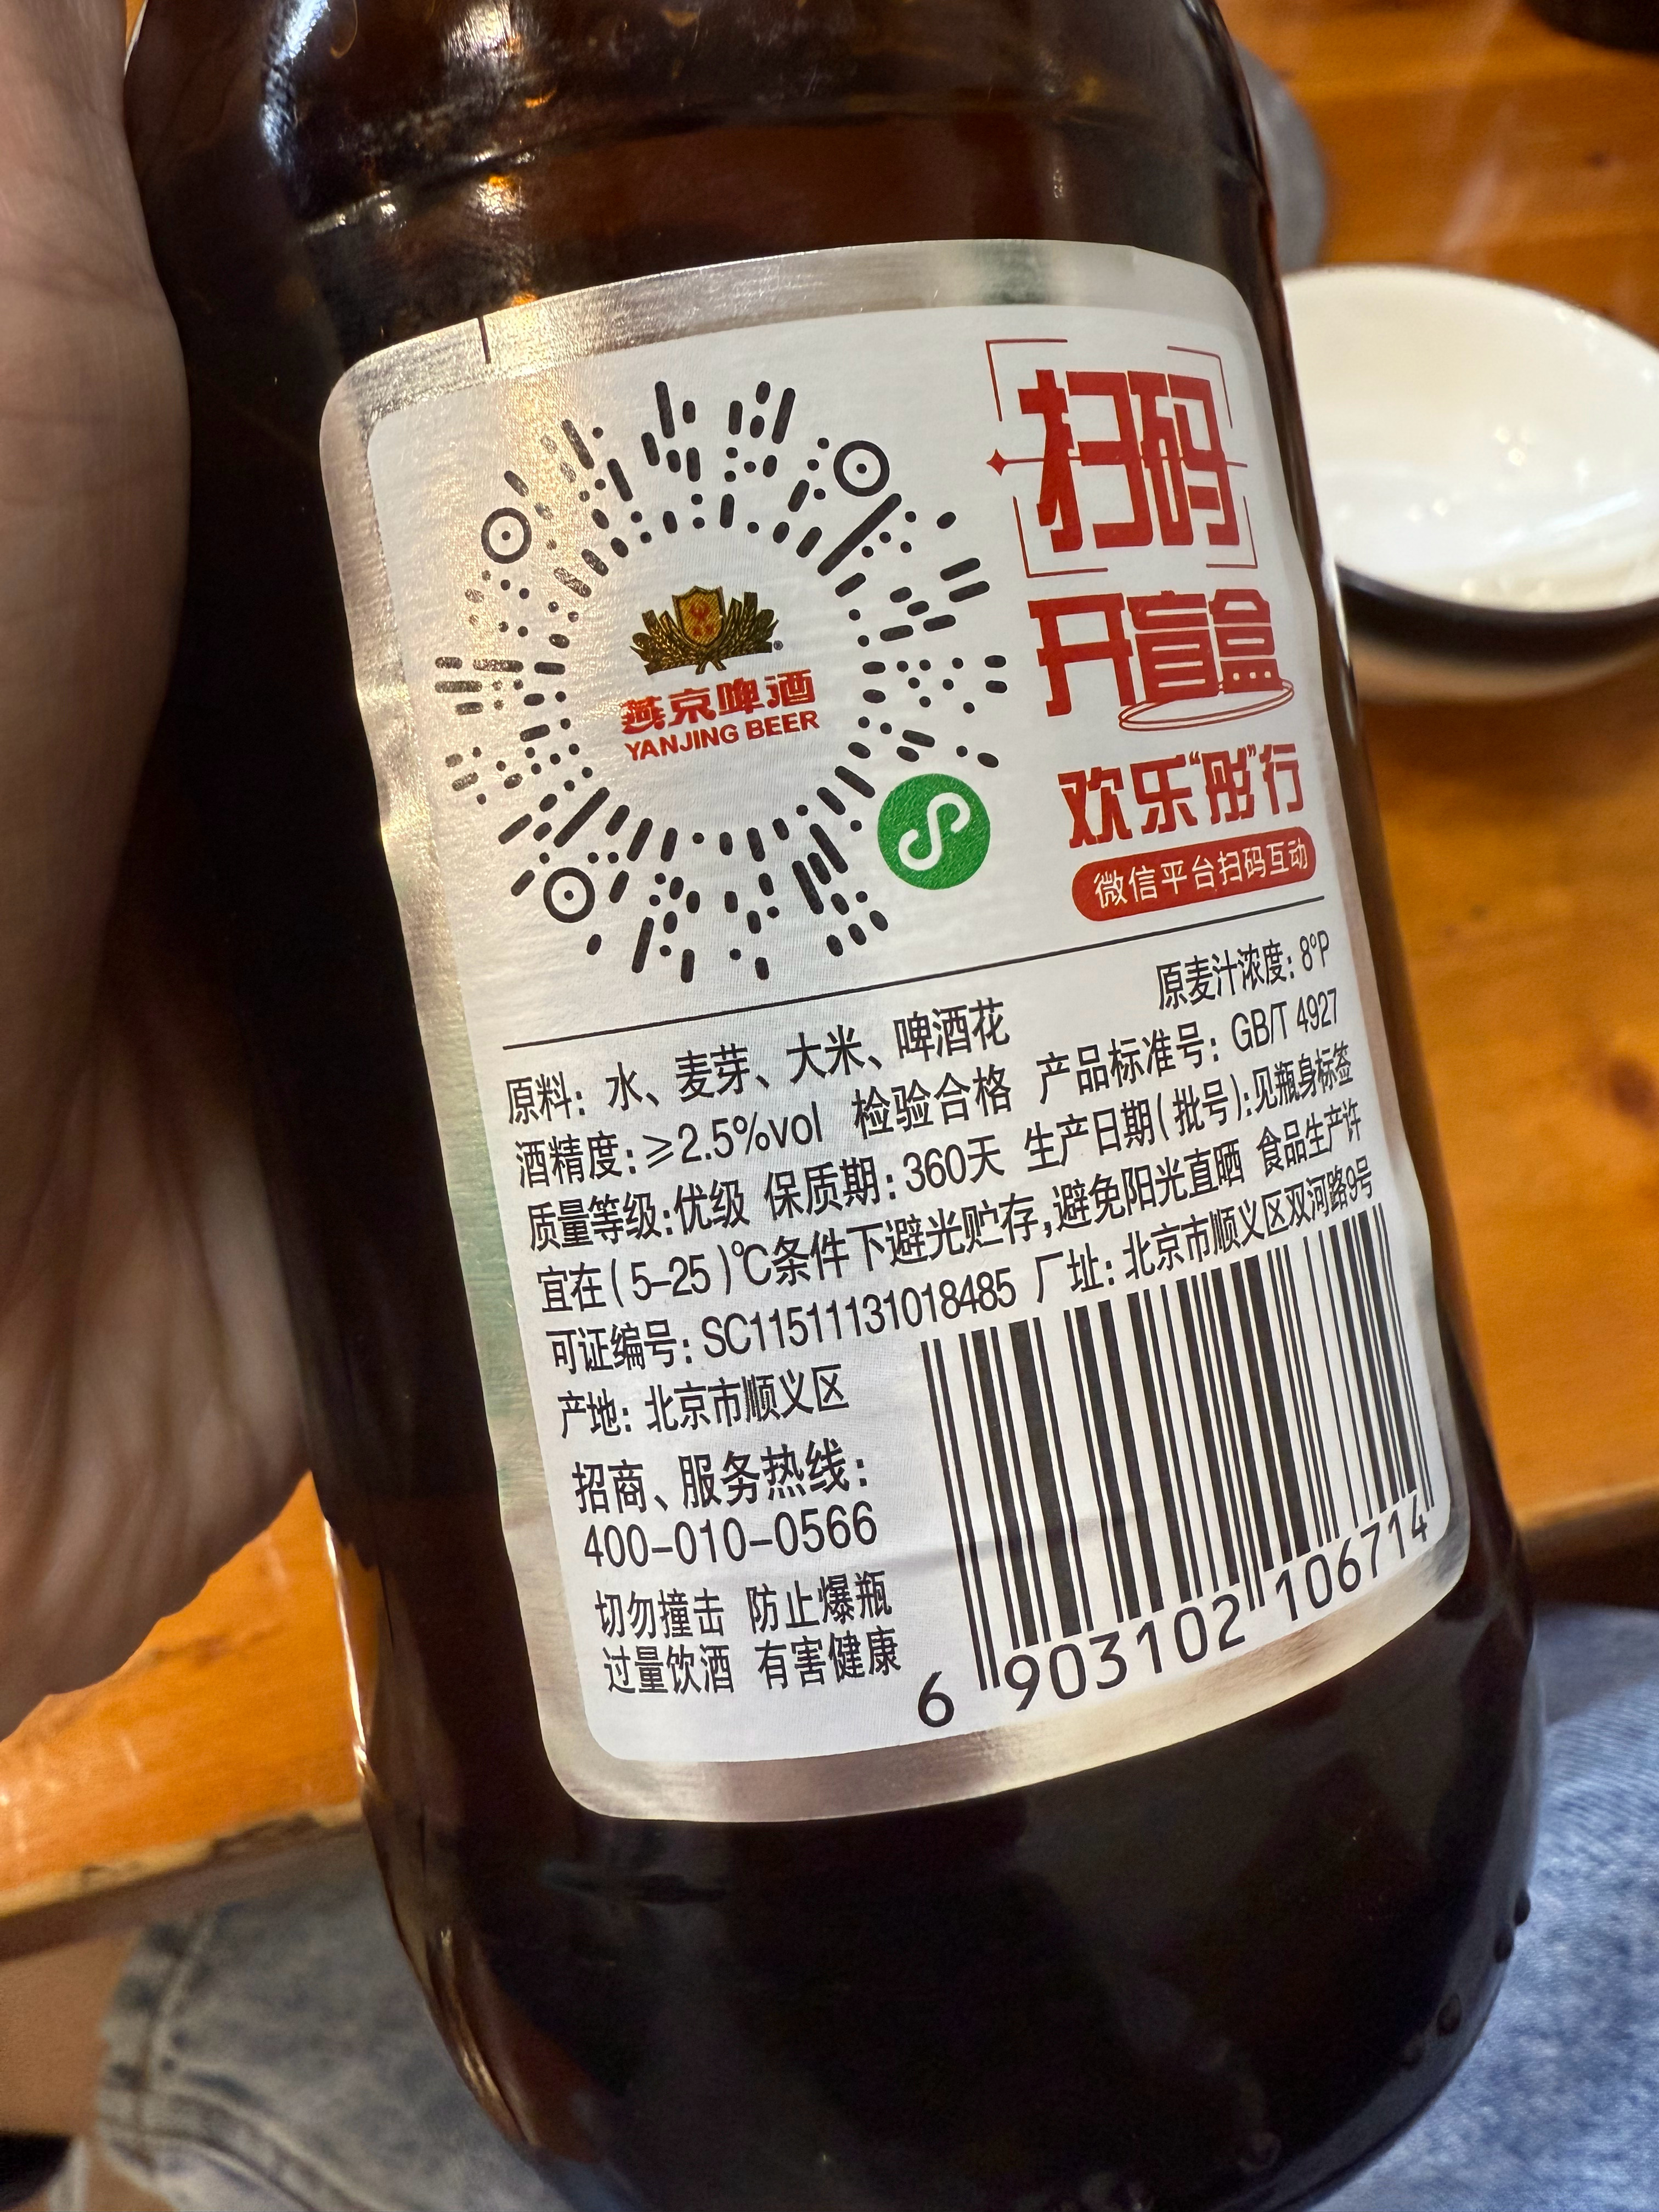 扫码
开盲盒
欢乐“彤”行
微信平台扫码互动
燕京啤酒
YANJING BEER
原麦汁浓度：8°P
原料：水、麦芽、大米、啤酒花
酒精度：≥2.5%vol 检验合格 产品标准号：GB/T 4927
质量等级：优级 保质期：360天 生产日期(批号)：见瓶身标签
宜在(5-25)℃条件下避光贮存，避免阳光直晒 食品生产许
可证编号：SC11511131018485 厂址：北京市顺义区双河路9号
产地：北京市顺义区
招商、服务热线：
400-010-0566
切勿撞击 防止爆瓶
过量饮酒 有害健康
6 903102 106714